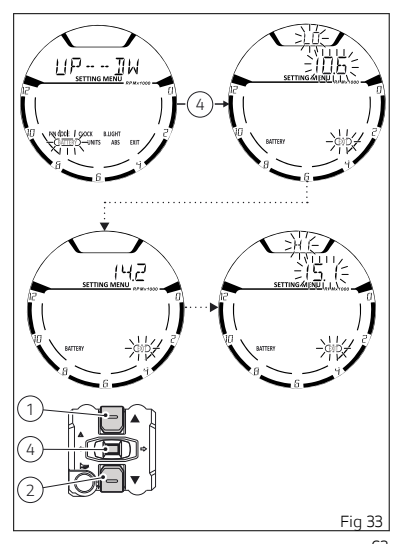 UP---DW
SETTING MENU RPMx1000
12 0
PIN CODE CLOCK B.LIGHT
UNITS ABS EXIT
10 2
8 4
6
4
LO
10.6
SETTING MENU RPMx1000
12 0
BATTERY
10 2
8 4
6
14.2
SETTING MENU RPMx1000
12 0
BATTERY
10 2
8 4
6
HI
15.1
SETTING MENU RPMx1000
12 0
BATTERY
10 2
8 4
6
1
4
2
Fig 33